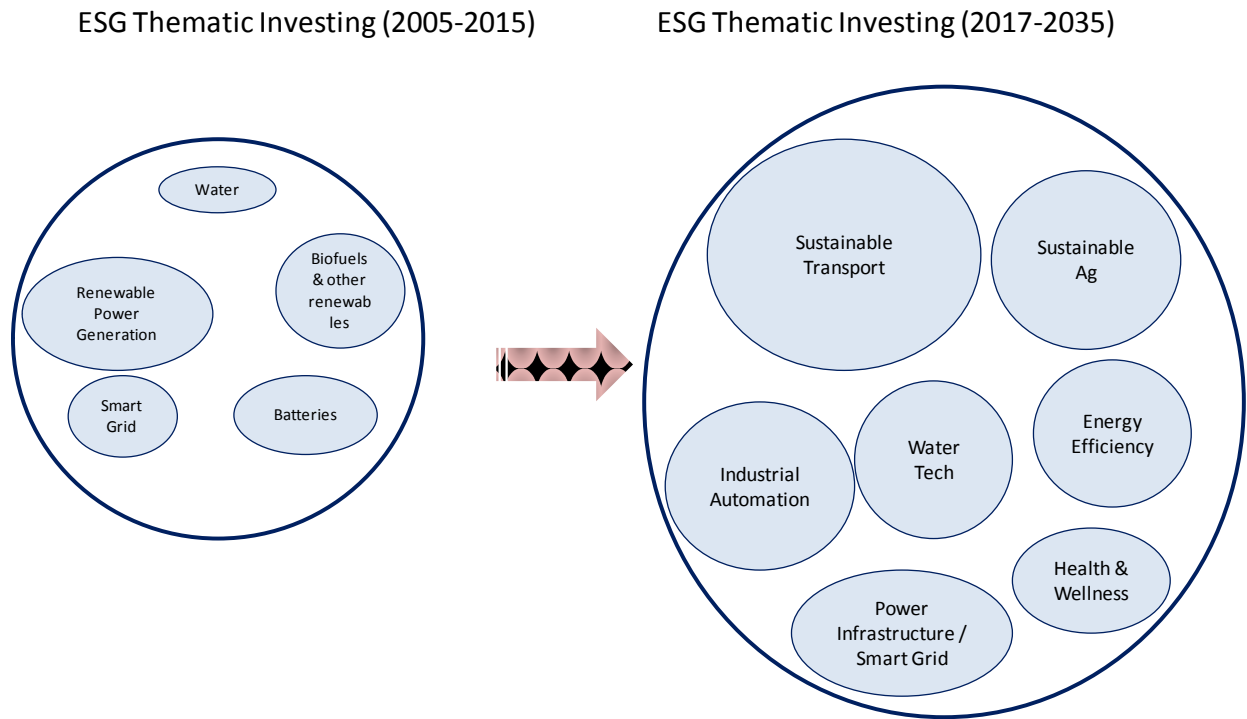 ESG Thematic Investing (2005-2015)
ESG Thematic Investing (2017-2035)
Water
Biofuels
& other
renewab
les
Renewable
Power
Generation
Smart
Grid
Batteries
Sustainable
Transport
Sustainable
Ag
Energy
Efficiency
Water
Tech
Industrial
Automation
Health &
Wellness
Power
Infrastructure /
Smart Grid